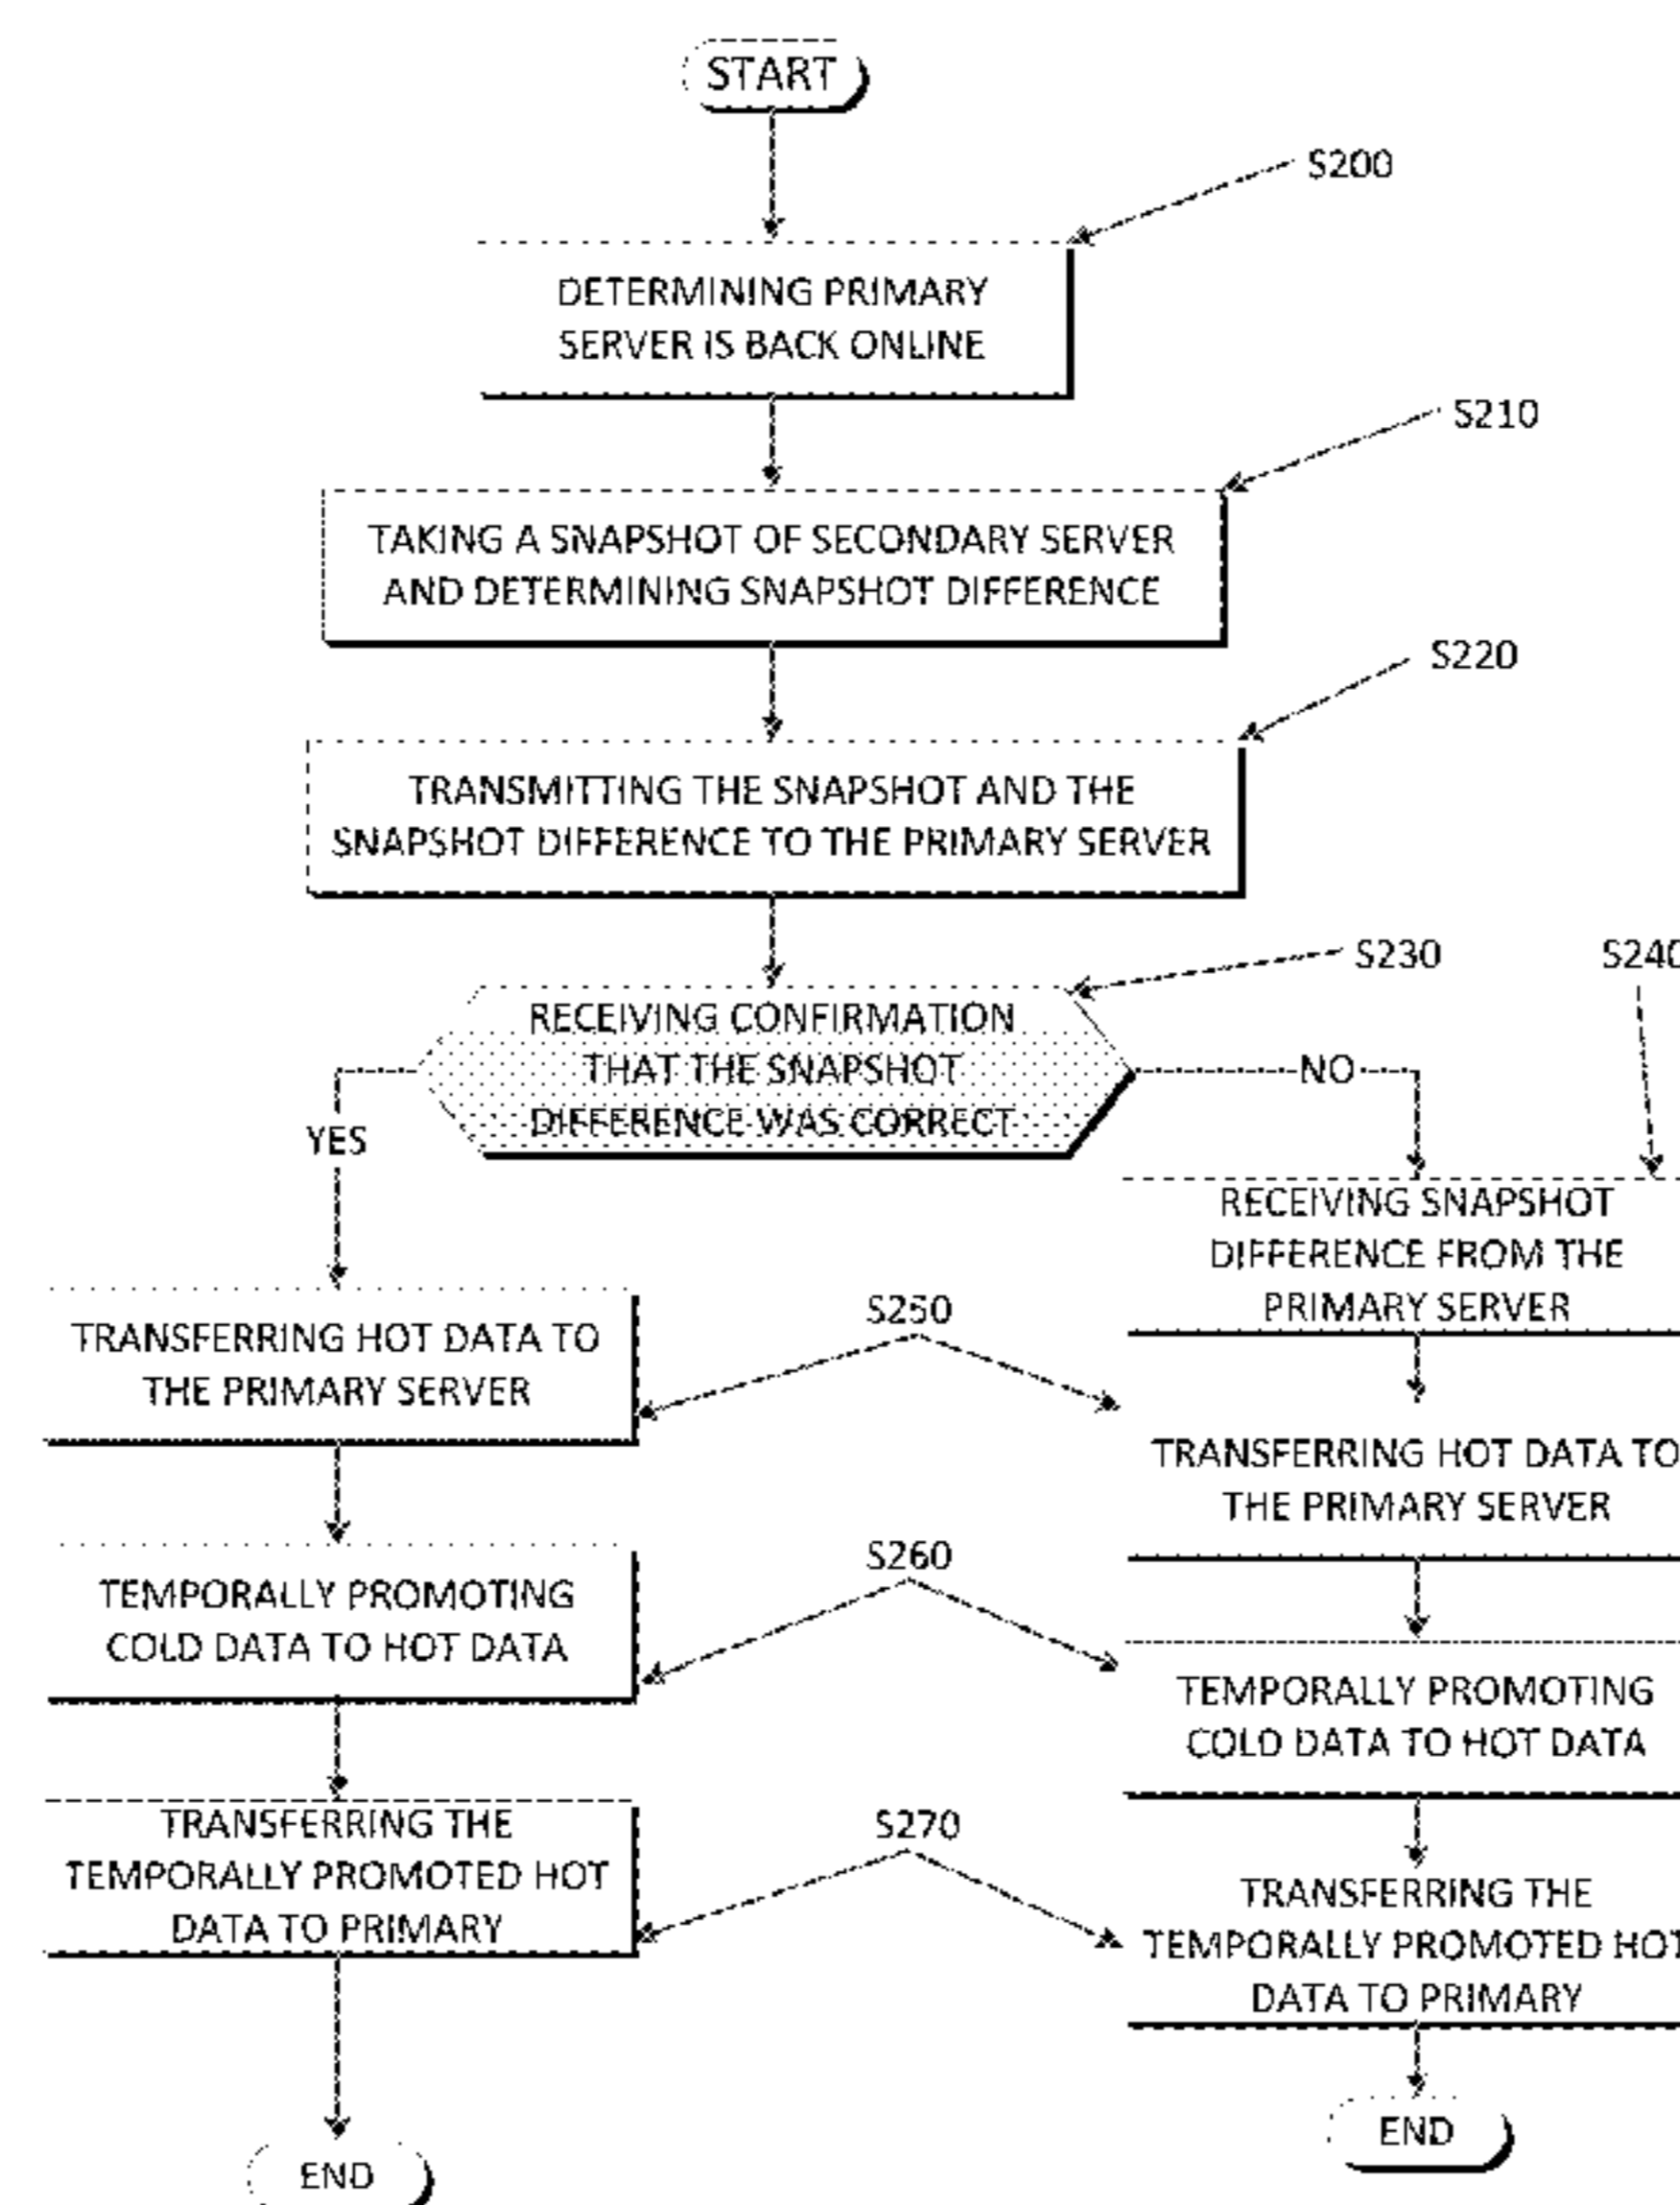 START
S200
DETERMINING PRIMARY
SERVER IS BACK ONLINE
S210
TAKING A SNAPSHOT OF SECONDARY SERVER
AND DETERMINING SNAPSHOT DIFFERENCE
S220
TRANSMITTING THE SNAPSHOT AND THE
SNAPSHOT DIFFERENCE TO THE PRIMARY SERVER
S230
S240
RECEIVING CONFIRMATION
THAT THE SNAPSHOT
DIFFERENCE WAS CORRECT
NO
YES
RECEIVING SNAPSHOT
DIFFERENCE FROM THE
PRIMARY SERVER
S250
TRANSFERRING HOT DATA TO
THE PRIMARY SERVER
TRANSFERRING HOT DATA TO
THE PRIMARY SERVER
S260
TEMPORALLY PROMOTING
COLD DATA TO HOT DATA
TEMPORALLY PROMOTING
COLD DATA TO HOT DATA
S270
TRANSFERRING THE
TEMPORALLY PROMOTED HOT
DATA TO PRIMARY
TRANSFERRING THE
TEMPORALLY PROMOTED HOT
DATA TO PRIMARY
END
END